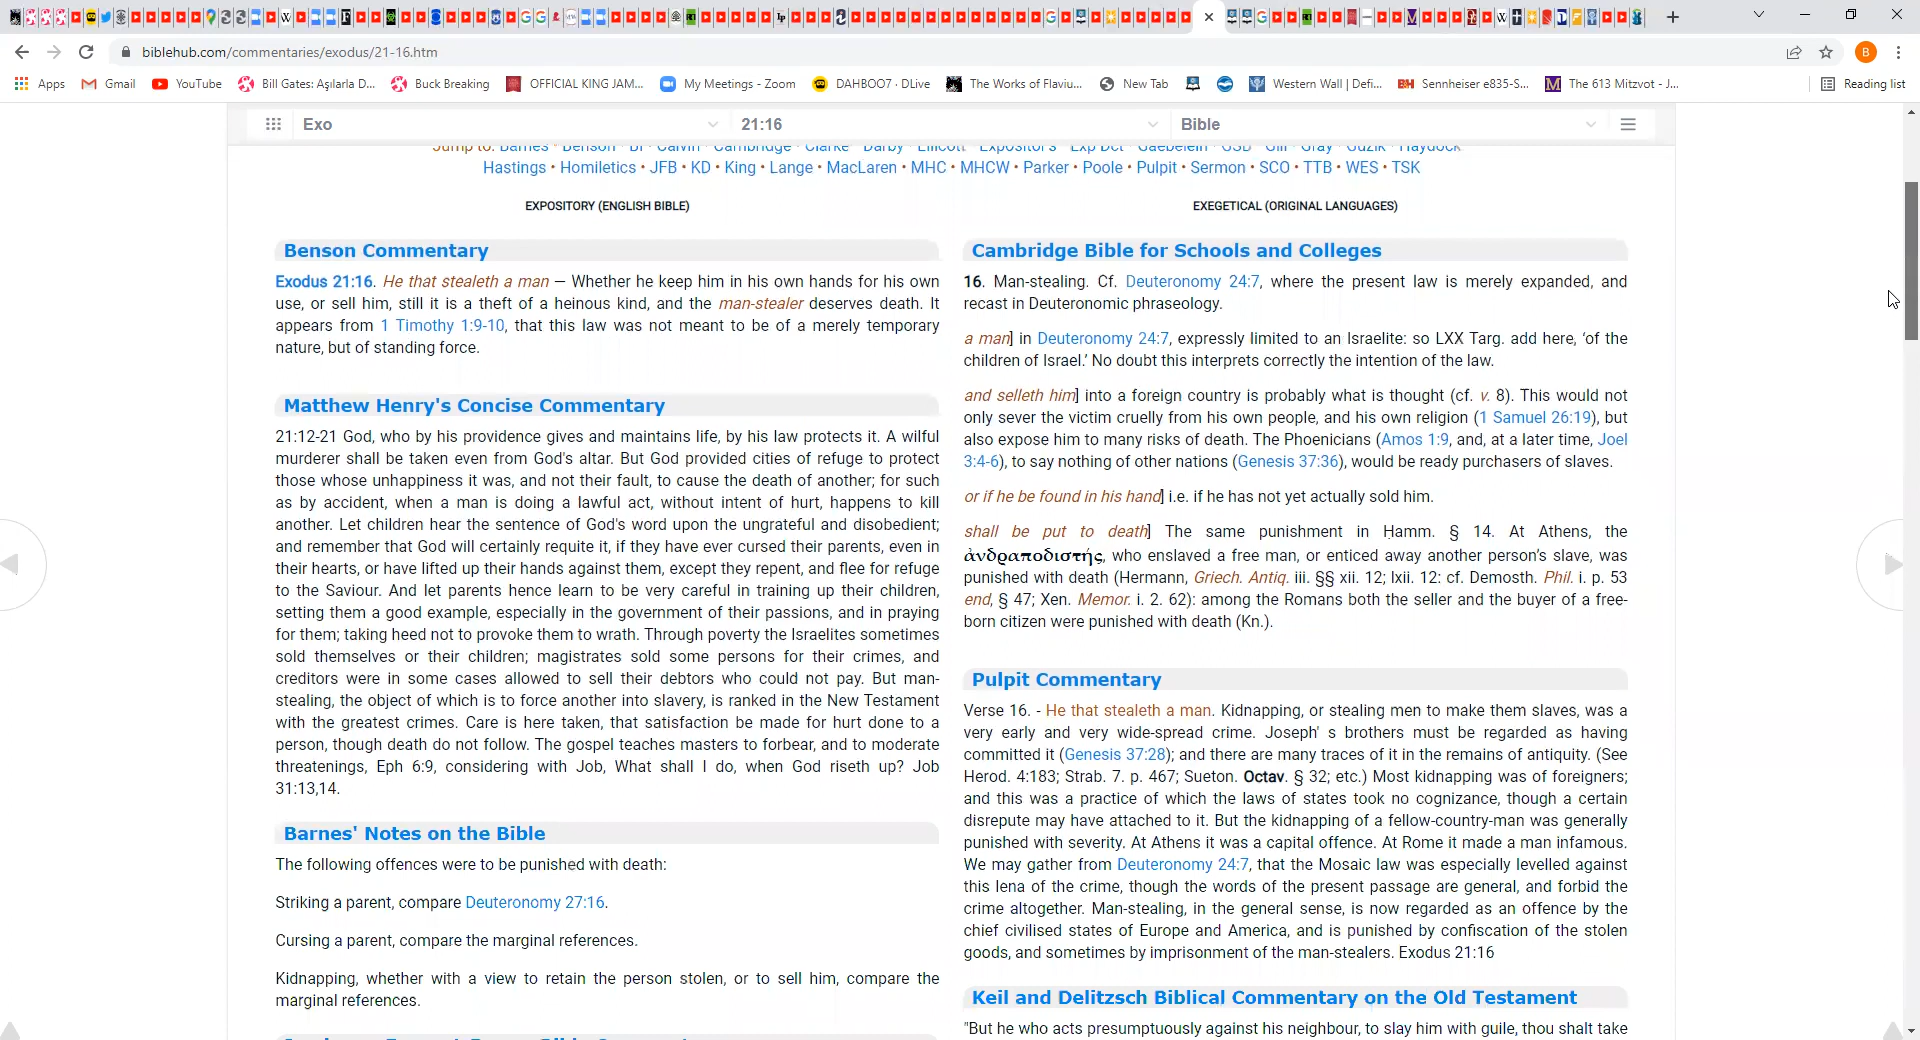 biblehub.com/commentaries/exodus/21-16.htm
B
Apps
Gmail
YouTube
Bill Gates: Aşılarla D...
Buck Breaking
OFFICIAL KING JAM...
My Meetings - Zoom
DAHBOO7 · DLive
The Works of Flaviu...
New Tab
Western Wall | Defi...
Sennheiser e835-S...
The 613 Mitzvot - J...
Reading list
Exo
21:16
Bible
Jump to: Barnes • Benson • BI • Calvin • Cambridge • Clarke • Darby • Ellicott • Expositor's • Exp Dct • Gaebelein • GSB • Gill • Gray • Guzik • Haydock
Hastings • Homiletics • JFB • KD • King • Lange • MacLaren • MHC • MHCW • Parker • Poole • Pulpit • Sermon • SCO • TTB • WES • TSK
EXPOSITORY (ENGLISH BIBLE)
Benson Commentary
Exodus 21:16. He that stealeth a man — Whether he keep him in his own hands for his own
use, or sell him, still it is a theft of a heinous kind, and the man-stealer deserves death. It
appears from 1 Timothy 1:9-10, that this law was not meant to be of a merely temporary
nature, but of standing force.
Matthew Henry's Concise Commentary
21:12-21 God, who by his providence gives and maintains life, by his law protects it. A wilful
murderer shall be taken even from God's altar. But God provided cities of refuge to protect
those whose unhappiness it was, and not their fault, to cause the death of another; for such
as by accident, when a man is doing a lawful act, without intent of hurt, happens to kill
another. Let children hear the sentence of God's word upon the ungrateful and disobedient;
and remember that God will certainly requite it, if they have ever cursed their parents, even in
their hearts, or have lifted up their hands against them, except they repent, and flee for refuge
to the Saviour. And let parents hence learn to be very careful in training up their children,
setting them a good example, especially in the government of their passions, and in praying
for them; taking heed not to provoke them to wrath. Through poverty the Israelites sometimes
sold themselves or their children; magistrates sold some persons for their crimes, and
creditors were in some cases allowed to sell their debtors who could not pay. But man-
stealing, the object of which is to force another into slavery, is ranked in the New Testament
with the greatest crimes. Care is here taken, that satisfaction be made for hurt done to a
person, though death do not follow. The gospel teaches masters to forbear, and to moderate
threatenings, Eph 6:9, considering with Job, What shall I do, when God riseth up? Job
31:13,14.
Barnes' Notes on the Bible
The following offences were to be punished with death:
Striking a parent, compare Deuteronomy 27:16.
Cursing a parent, compare the marginal references.
Kidnapping, whether with a view to retain the person stolen, or to sell him, compare the
marginal references.
EXEGETICAL (ORIGINAL LANGUAGES)
Cambridge Bible for Schools and Colleges
16. Man-stealing. Cf. Deuteronomy 24:7, where the present law is merely expanded, and
recast in Deuteronomic phraseology.
a man] in Deuteronomy 24:7, expressly limited to an Israelite: so LXX Targ. add here, ‘of the
children of Israel.’ No doubt this interprets correctly the intention of the law.
and selleth him] into a foreign country is probably what is thought (cf. v. 8). This would not
only sever the victim cruelly from his own people, and his own religion (1 Samuel 26:19), but
also expose him to many risks of death. The Phoenicians (Amos 1:9, and, at a later time, Joel
3:4-6), to say nothing of other nations (Genesis 37:36), would be ready purchasers of slaves.
or if he be found in his hand] i.e. if he has not yet actually sold him.
shall be put to death] The same punishment in Ḥamm. § 14. At Athens, the
ἀνδραποδιστής, who enslaved a free man, or enticed away another person’s slave, was
punished with death (Hermann, Griech. Antiq. iii. §§ xii. 12; lxii. 12: cf. Demosth. Phil. i. p. 53
end, § 47; Xen. Memor. i. 2. 62): among the Romans both the seller and the buyer of a free-
born citizen were punished with death (Kn.).
Pulpit Commentary
Verse 16. - He that stealeth a man. Kidnapping, or stealing men to make them slaves, was a
very early and very wide-spread crime. Joseph' s brothers must be regarded as having
committed it (Genesis 37:28); and there are many traces of it in the remains of antiquity. (See
Herod. 4:183; Strab. 7. p. 467; Sueton. Octav. § 32; etc.) Most kidnapping was of foreigners;
and this was a practice of which the laws of states took no cognizance, though a certain
disrepute may have attached to it. But the kidnapping of a fellow-country-man was generally
punished with severity. At Athens it was a capital offence. At Rome it made a man infamous.
We may gather from Deuteronomy 24:7, that the Mosaic law was especially levelled against
this lena of the crime, though the words of the present passage are general, and forbid the
crime altogether. Man-stealing, in the general sense, is now regarded as an offence by the
chief civilised states of Europe and America, and is punished by confiscation of the stolen
goods, and sometimes by imprisonment of the man-stealers. Exodus 21:16
Keil and Delitzsch Biblical Commentary on the Old Testament
"But he who acts presumptuously against his neighbour, to slay him with guile, thou shalt take